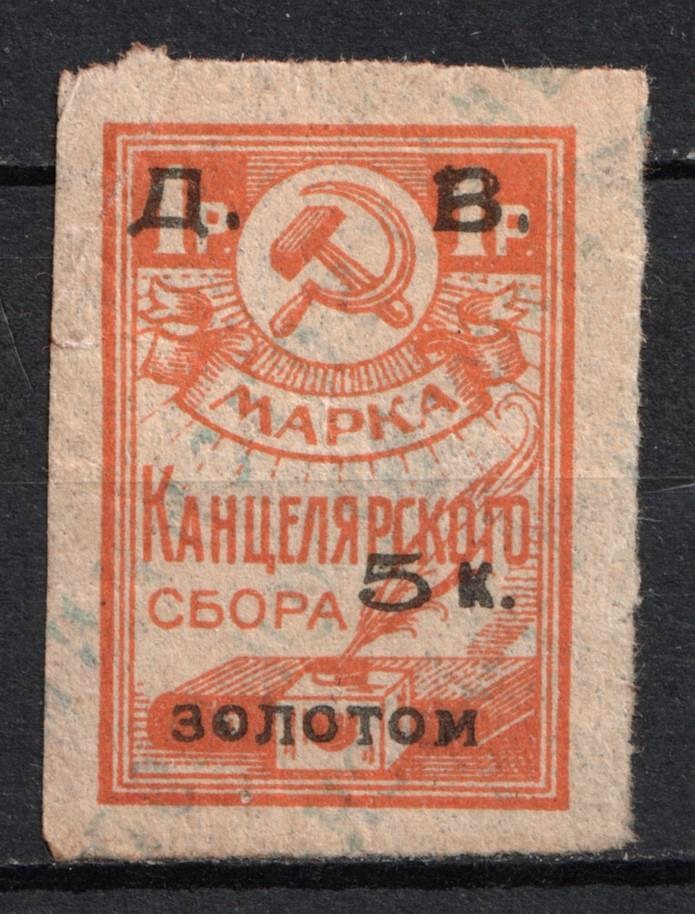 Д. В.
1 Р. 1 Р.
МАРКА
КАНЦЕЛЯРСКОГО
СБОРА 5 к.
ЗОЛОТОМ